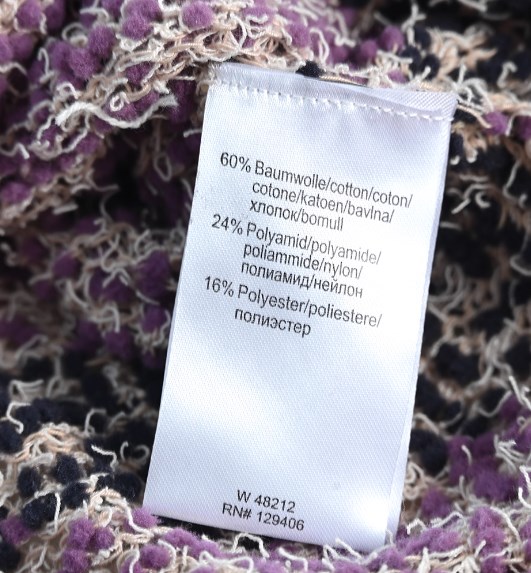 60% Baumwolle/cotton/coton/
cotone/katoen/bavlna/
хлопок/bomull
24% Polyamid/polyamide/
poliammide/nylon/
полиамид/нейлон
16% Polyester/poliestere/
полиэстер
W 48212
RN# 129406